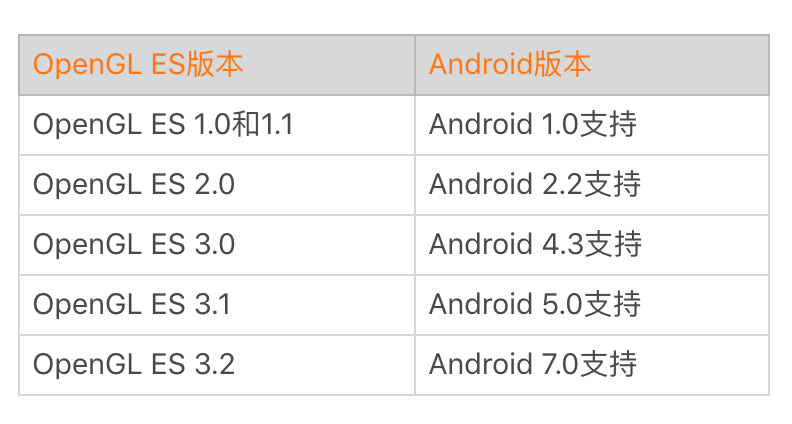 OpenGL ES版本 Android版本
OpenGL ES 1.0和1.1 Android 1.0支持
OpenGL ES 2.0 Android 2.2支持
OpenGL ES 3.0 Android 4.3支持
OpenGL ES 3.1 Android 5.0支持
OpenGL ES 3.2 Android 7.0支持